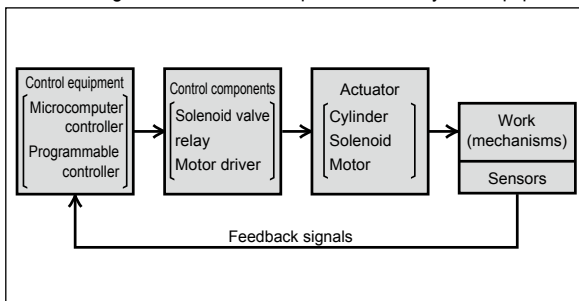 Control equipment
Microcomputer
controller
Programmable
controller
Control components
Solenoid valve
relay
Motor driver
Actuator
Cylinder
Solenoid
Motor
Work
(mechanisms)
Sensors
Feedback signals